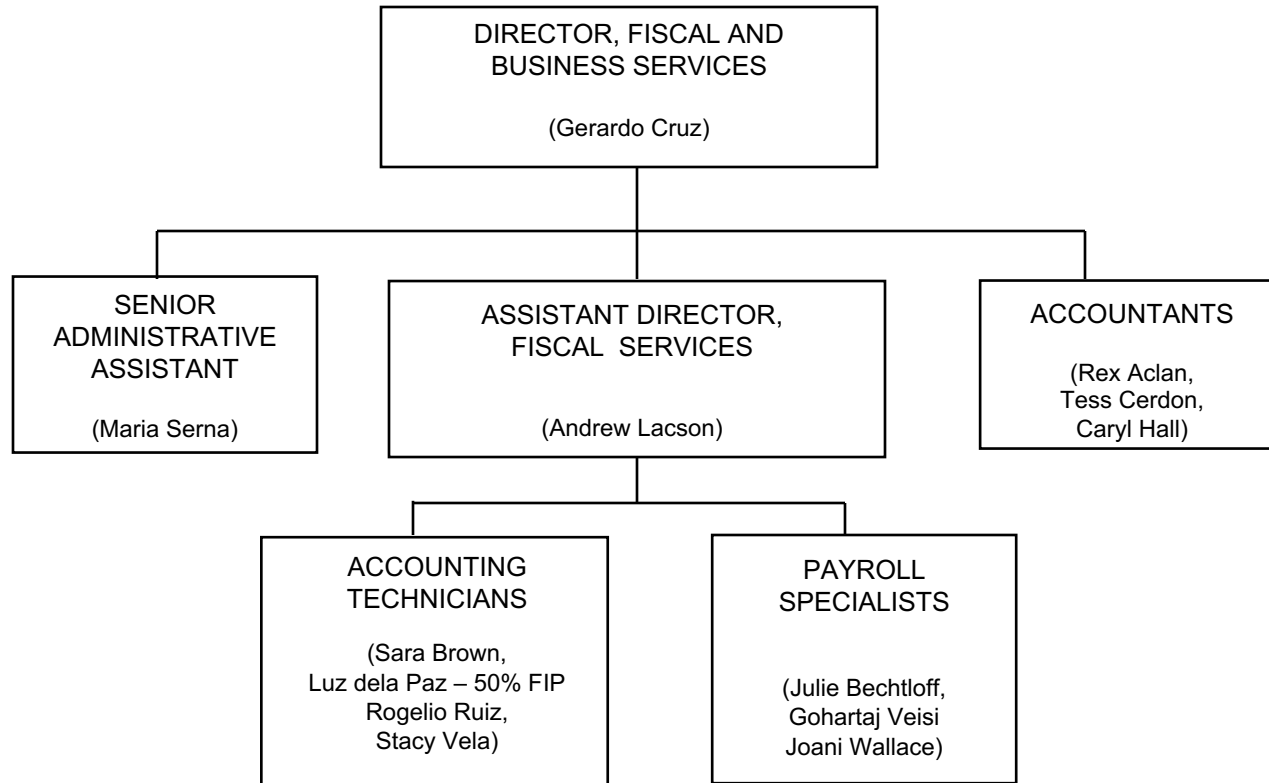 DIRECTOR, FISCAL AND
BUSINESS SERVICES
(Gerardo Cruz)
SENIOR
ADMINISTRATIVE
ASSISTANT
(Maria Serna)
ASSISTANT DIRECTOR,
FISCAL SERVICES
(Andrew Lacson)
ACCOUNTANTS
(Rex Aclan,
Tess Cerdon,
Caryl Hall)
ACCOUNTING
TECHNICIANS
(Sara Brown,
Luz dela Paz – 50% FIP
Rogelio Ruiz,
Stacy Vela)
PAYROLL
SPECIALISTS
(Julie Bechtloff,
Gohartaj Veisi
Joani Wallace)